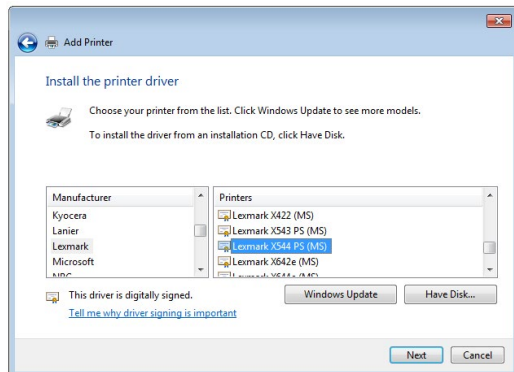 Add Printer
Install the printer driver
Choose your printer from the list. Click Windows Update to see more models.
To install the driver from an installation CD, click Have Disk.
Manufacturer
Kyocera
Lanier
Lexmark
Microsoft
Printers
Lexmark X422 (MS)
Lexmark X543 PS (MS)
Lexmark X544 PS (MS)
Lexmark X642e (MS)
This driver is digitally signed.
Tell me why driver signing is important
Windows Update
Have Disk...
Next
Cancel